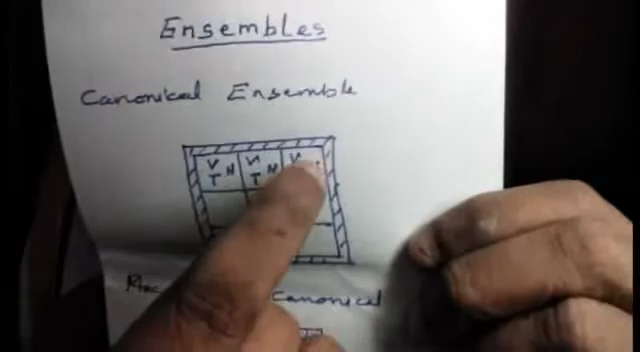 Ensembles
Canonical Ensemble
V N T V N T V
Canonical